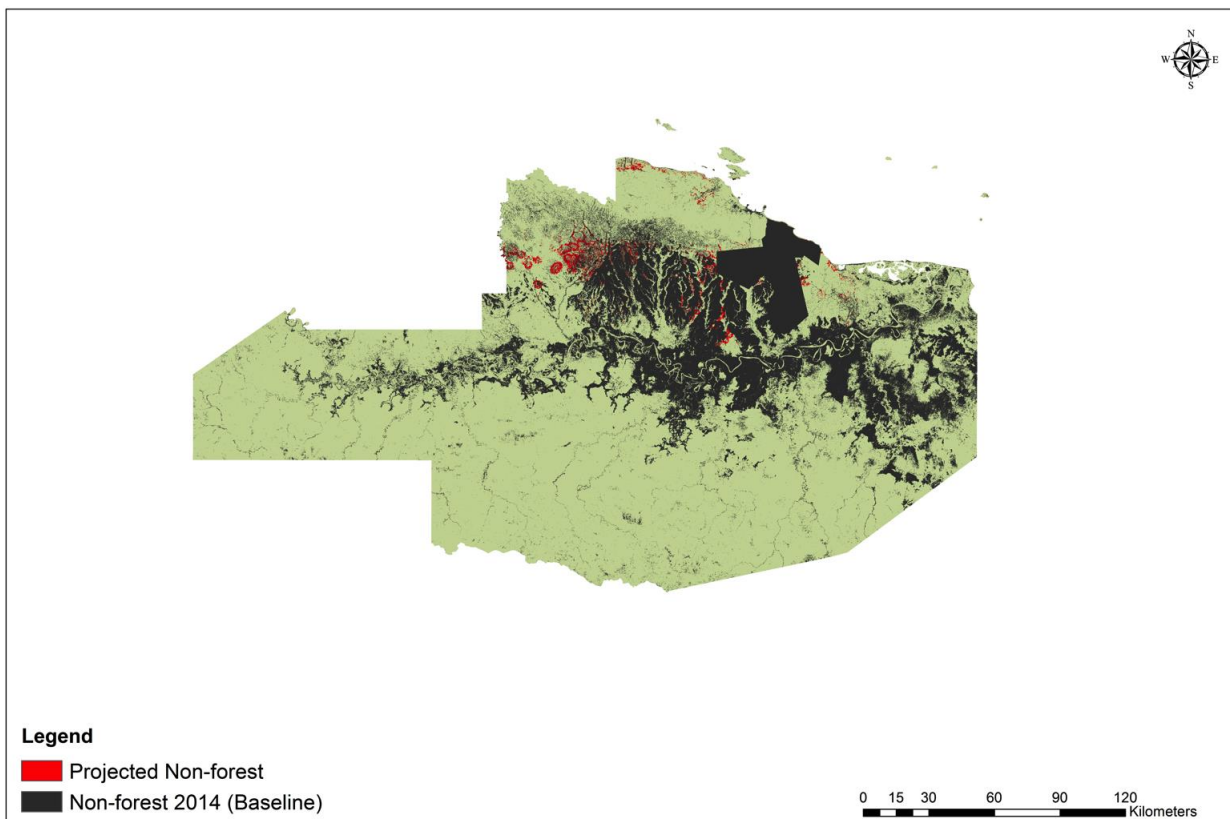 N
W E
S
Legend
Projected Non-forest
Non-forest 2014 (Baseline)
0 15 30 60 90 120
Kilometers